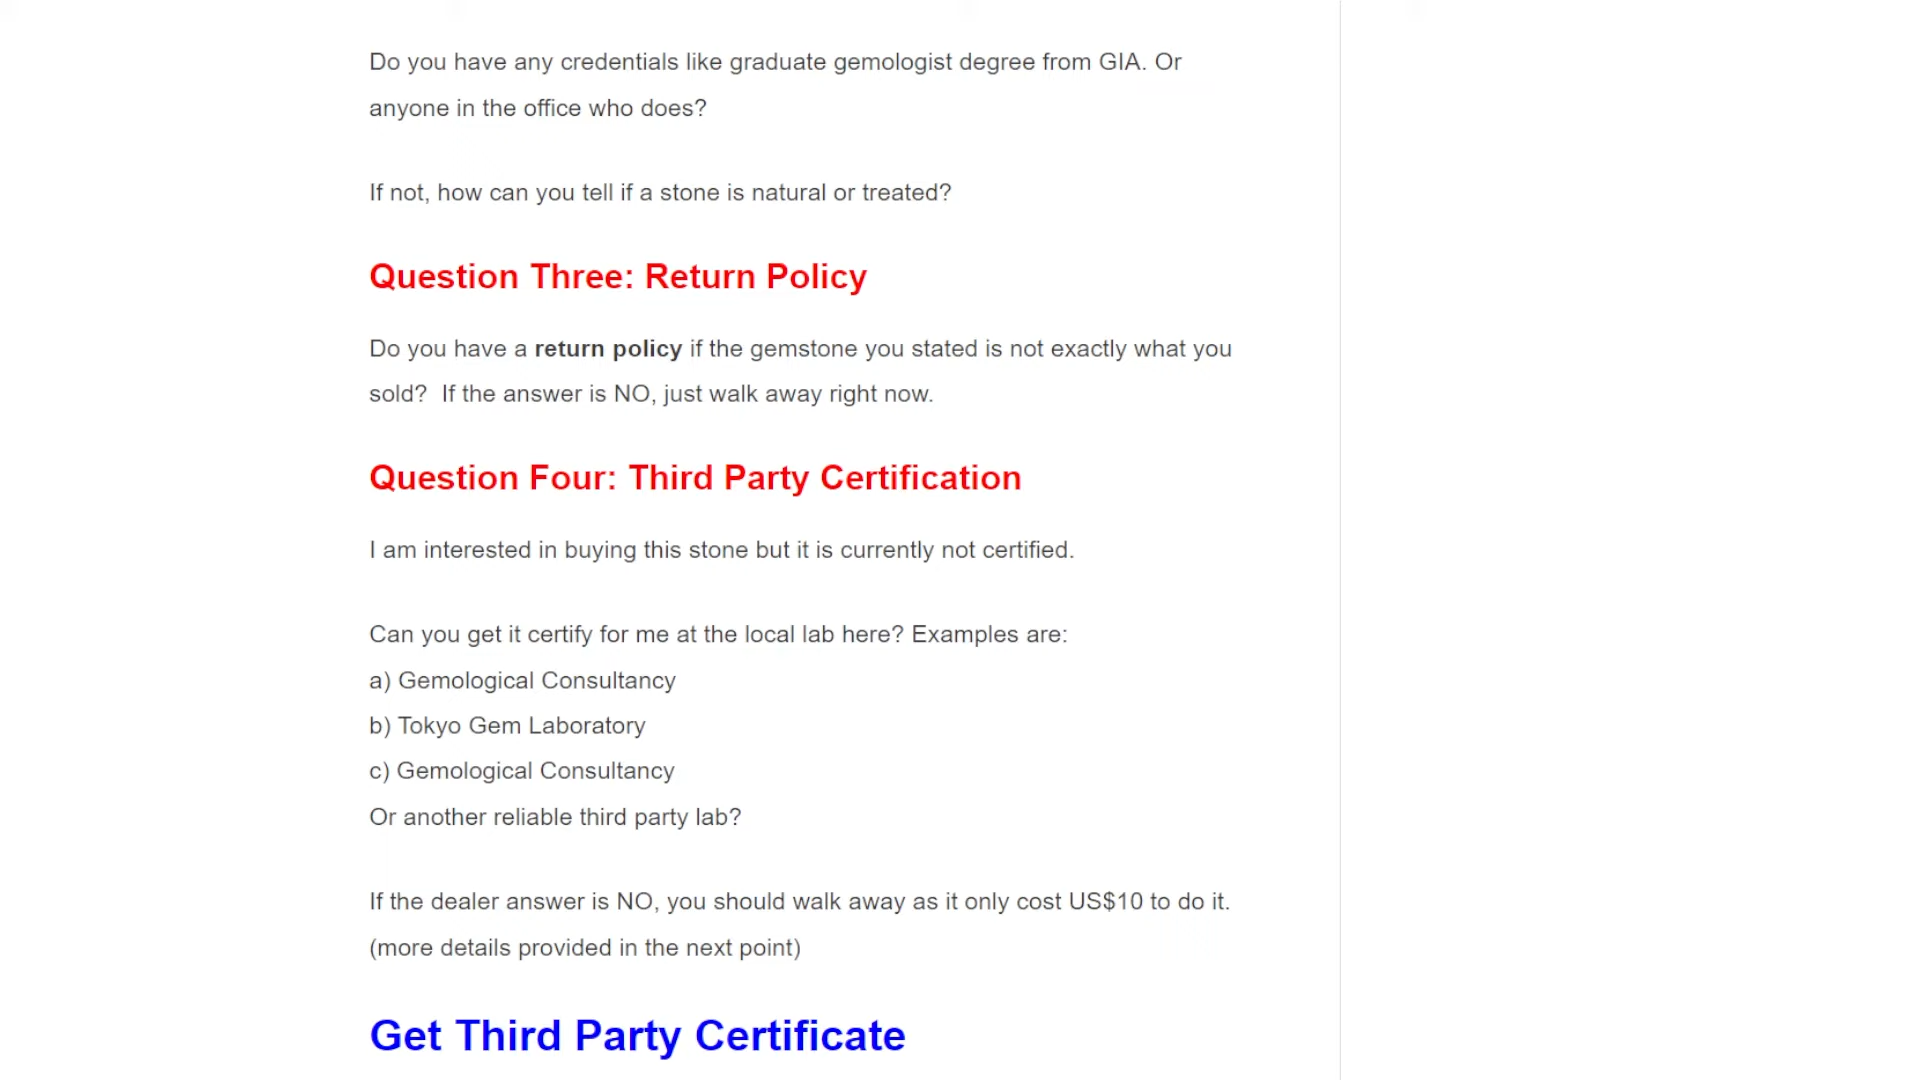 Do you have any credentials like graduate gemologist degree from GIA. Or
anyone in the office who does?
If not, how can you tell if a stone is natural or treated?
Question Three: Return Policy
Do you have a return policy if the gemstone you stated is not exactly what you
sold?  If the answer is NO, just walk away right now.
Question Four: Third Party Certification
I am interested in buying this stone but it is currently not certified.
Can you get it certify for me at the local lab here? Examples are:
a) Gemological Consultancy
b) Tokyo Gem Laboratory
c) Gemological Consultancy
Or another reliable third party lab?
If the dealer answer is NO, you should walk away as it only cost US$10 to do it.
(more details provided in the next point)
Get Third Party Certificate